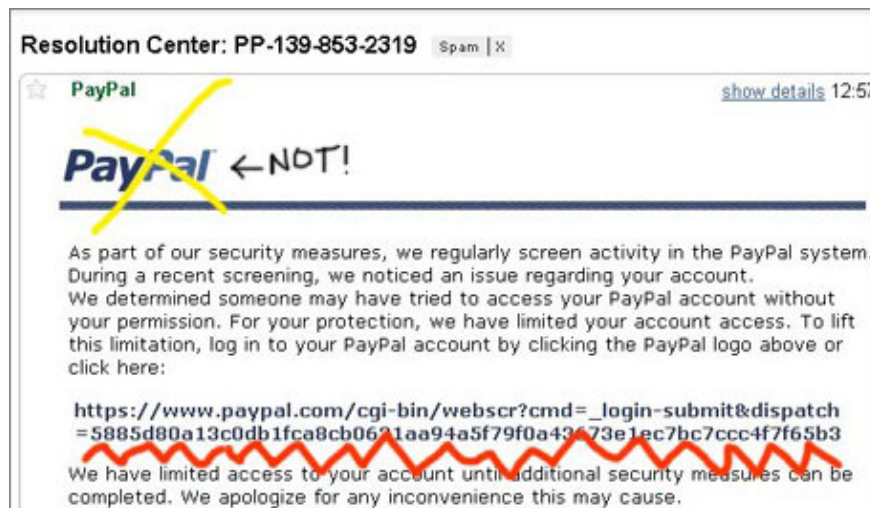 Resolution Center: PP-139-853-2319 Spam | X
PayPal show details 12:57
PayPal ←NOT!
As part of our security measures, we regularly screen activity in the PayPal system.
During a recent screening, we noticed an issue regarding your account.
We determined someone may have tried to access your PayPal account without
your permission. For your protection, we have limited your account access. To lift
this limitation, log in to your PayPal account by clicking the PayPal logo above or
click here:
https://www.paypal.com/cgi-bin/webscr?cmd=_login-submit&dispatch
We have limited access to your account until additional security measures can be
completed. We apologize for any inconvenience this may cause.